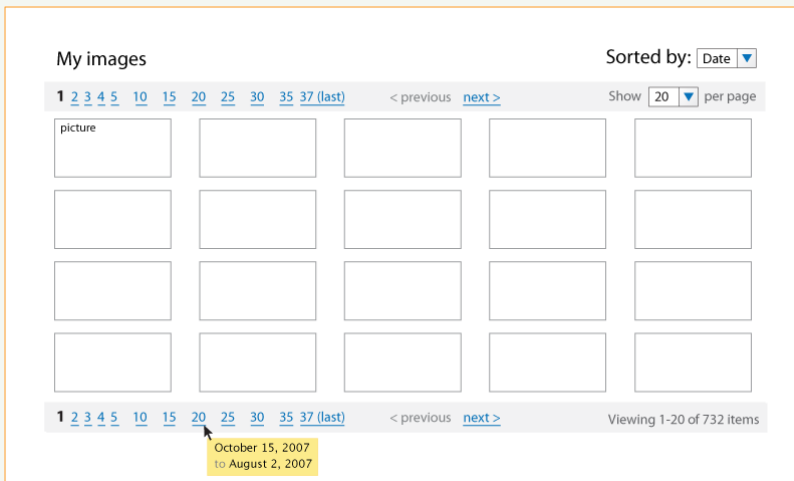 My images
Sorted by: Date
1 2 3 4 5 10 15 20 25 30 35 37 (last) < previous next > Show 20 per page
picture
1 2 3 4 5 10 15 20 25 30 35 37 (last) < previous next > Viewing 1-20 of 732 items
October 15, 2007
to August 2, 2007